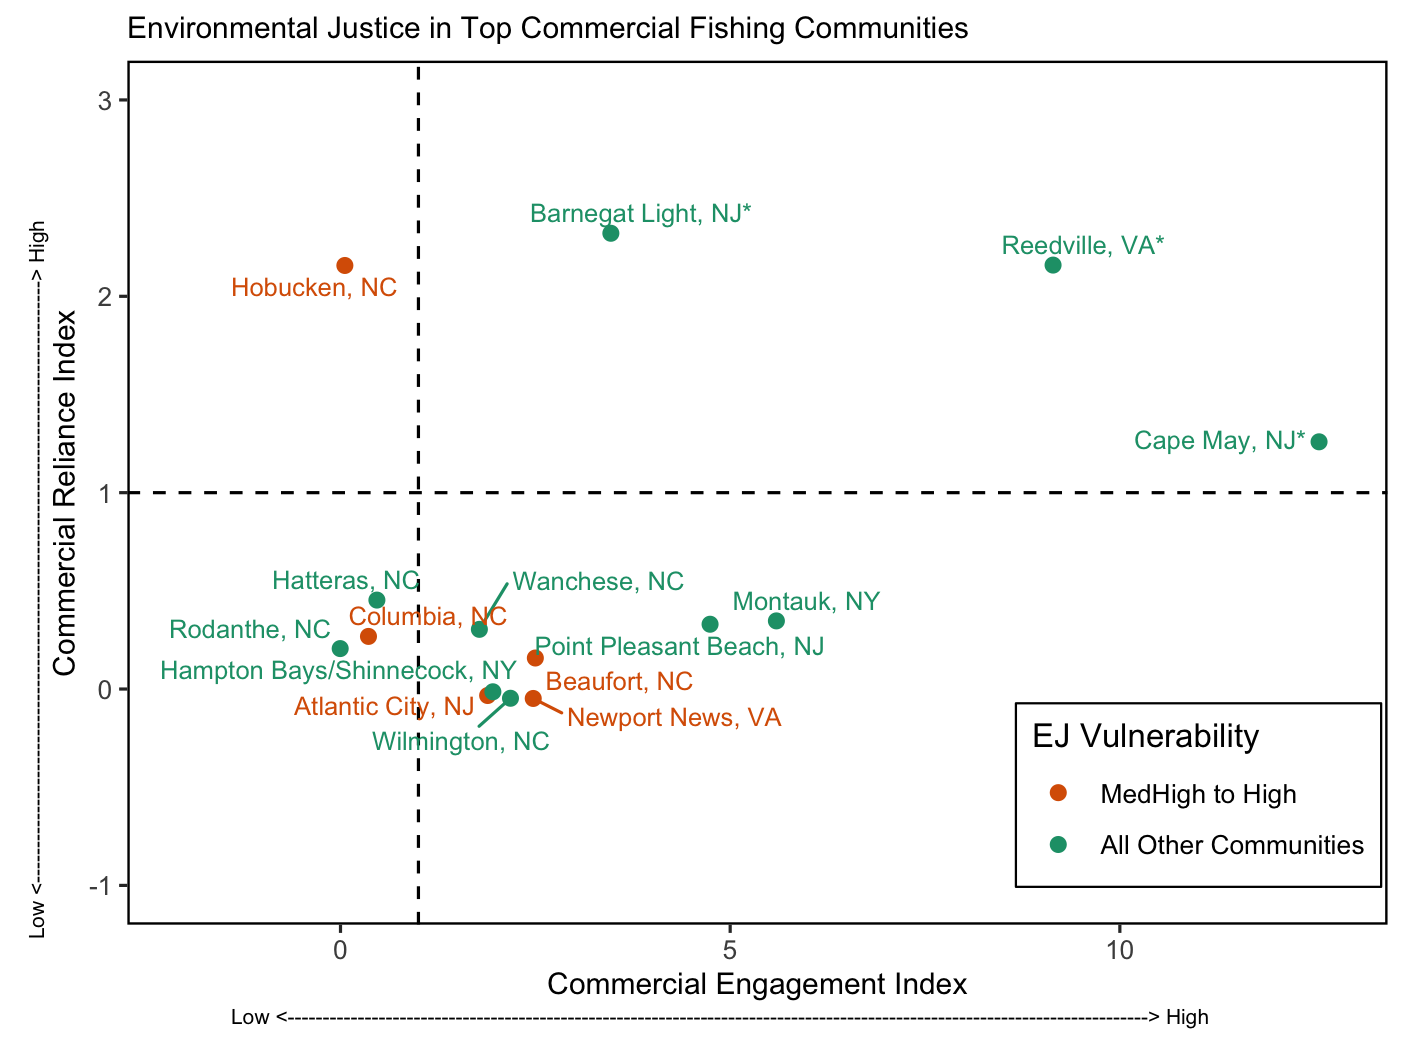 Environmental Justice in Top Commercial Fishing Communities
3
2
1
0
-1
Low <----------------------------------------------------------------------------> High
Commercial Reliance Index
Barnegat Light, NJ*
Reedville, VA*
Hobucken, NC
Cape May, NJ*
Hatteras, NC
Wanchese, NC
Montauk, NY
Columbia, NC
Rodanthe, NC
Point Pleasant Beach, NJ
Hampton Bays/Shinnecock, NY
Beaufort, NC
Atlantic City, NJ
Newport News, VA
Wilmington, NC
EJ Vulnerability
MedHigh to High
All Other Communities
0
5
10
Commercial Engagement Index
Low <----------------------------------------------------------------------------------------------------------------------------> High